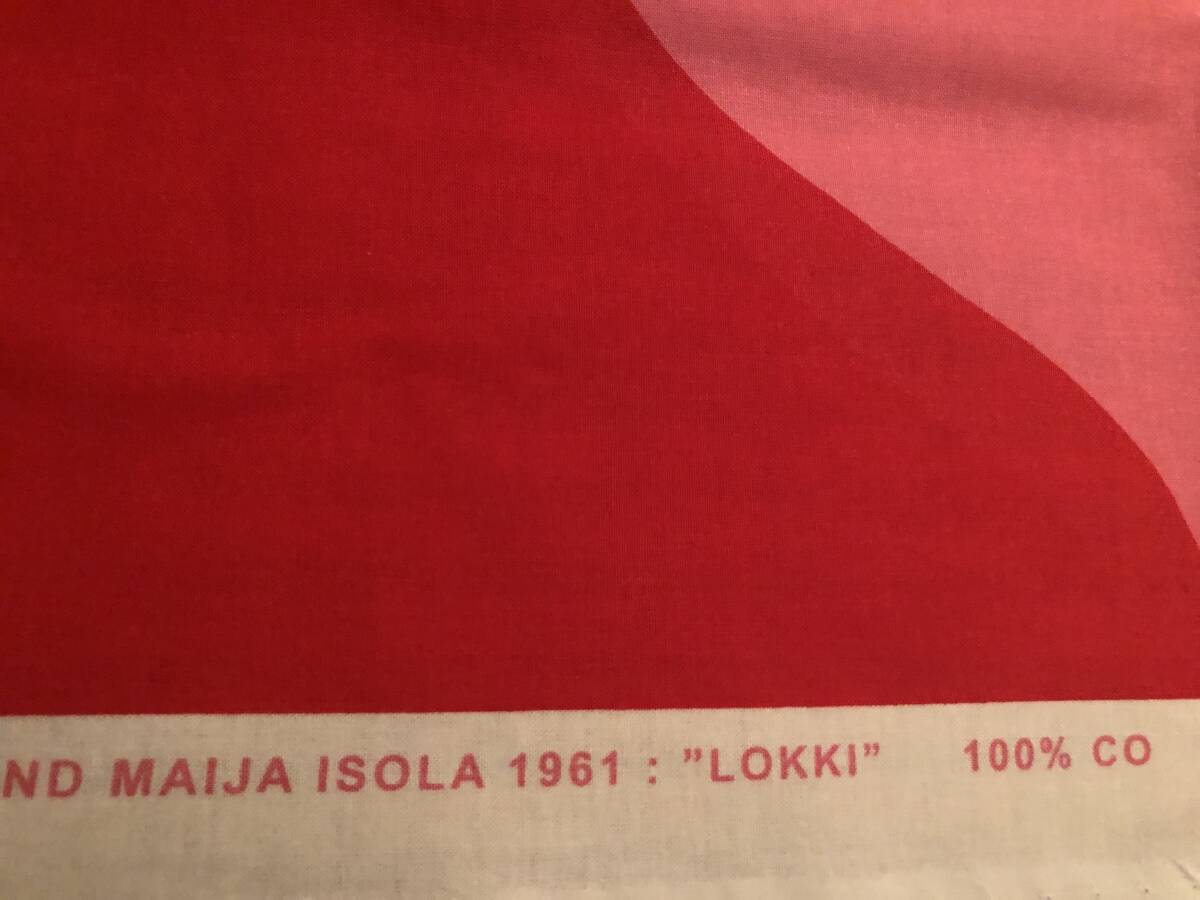 ND MAIJA ISOLA 1961 : ”LOKKI” 100% CO